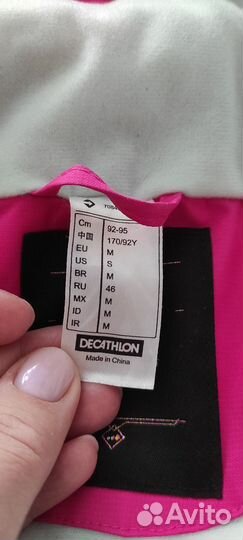 Cm 92-95
中国 170/92Y
EU M
US S
BR M
RU 46
MX M
ID M
IR M
DECATHLON
Made in China
Avito